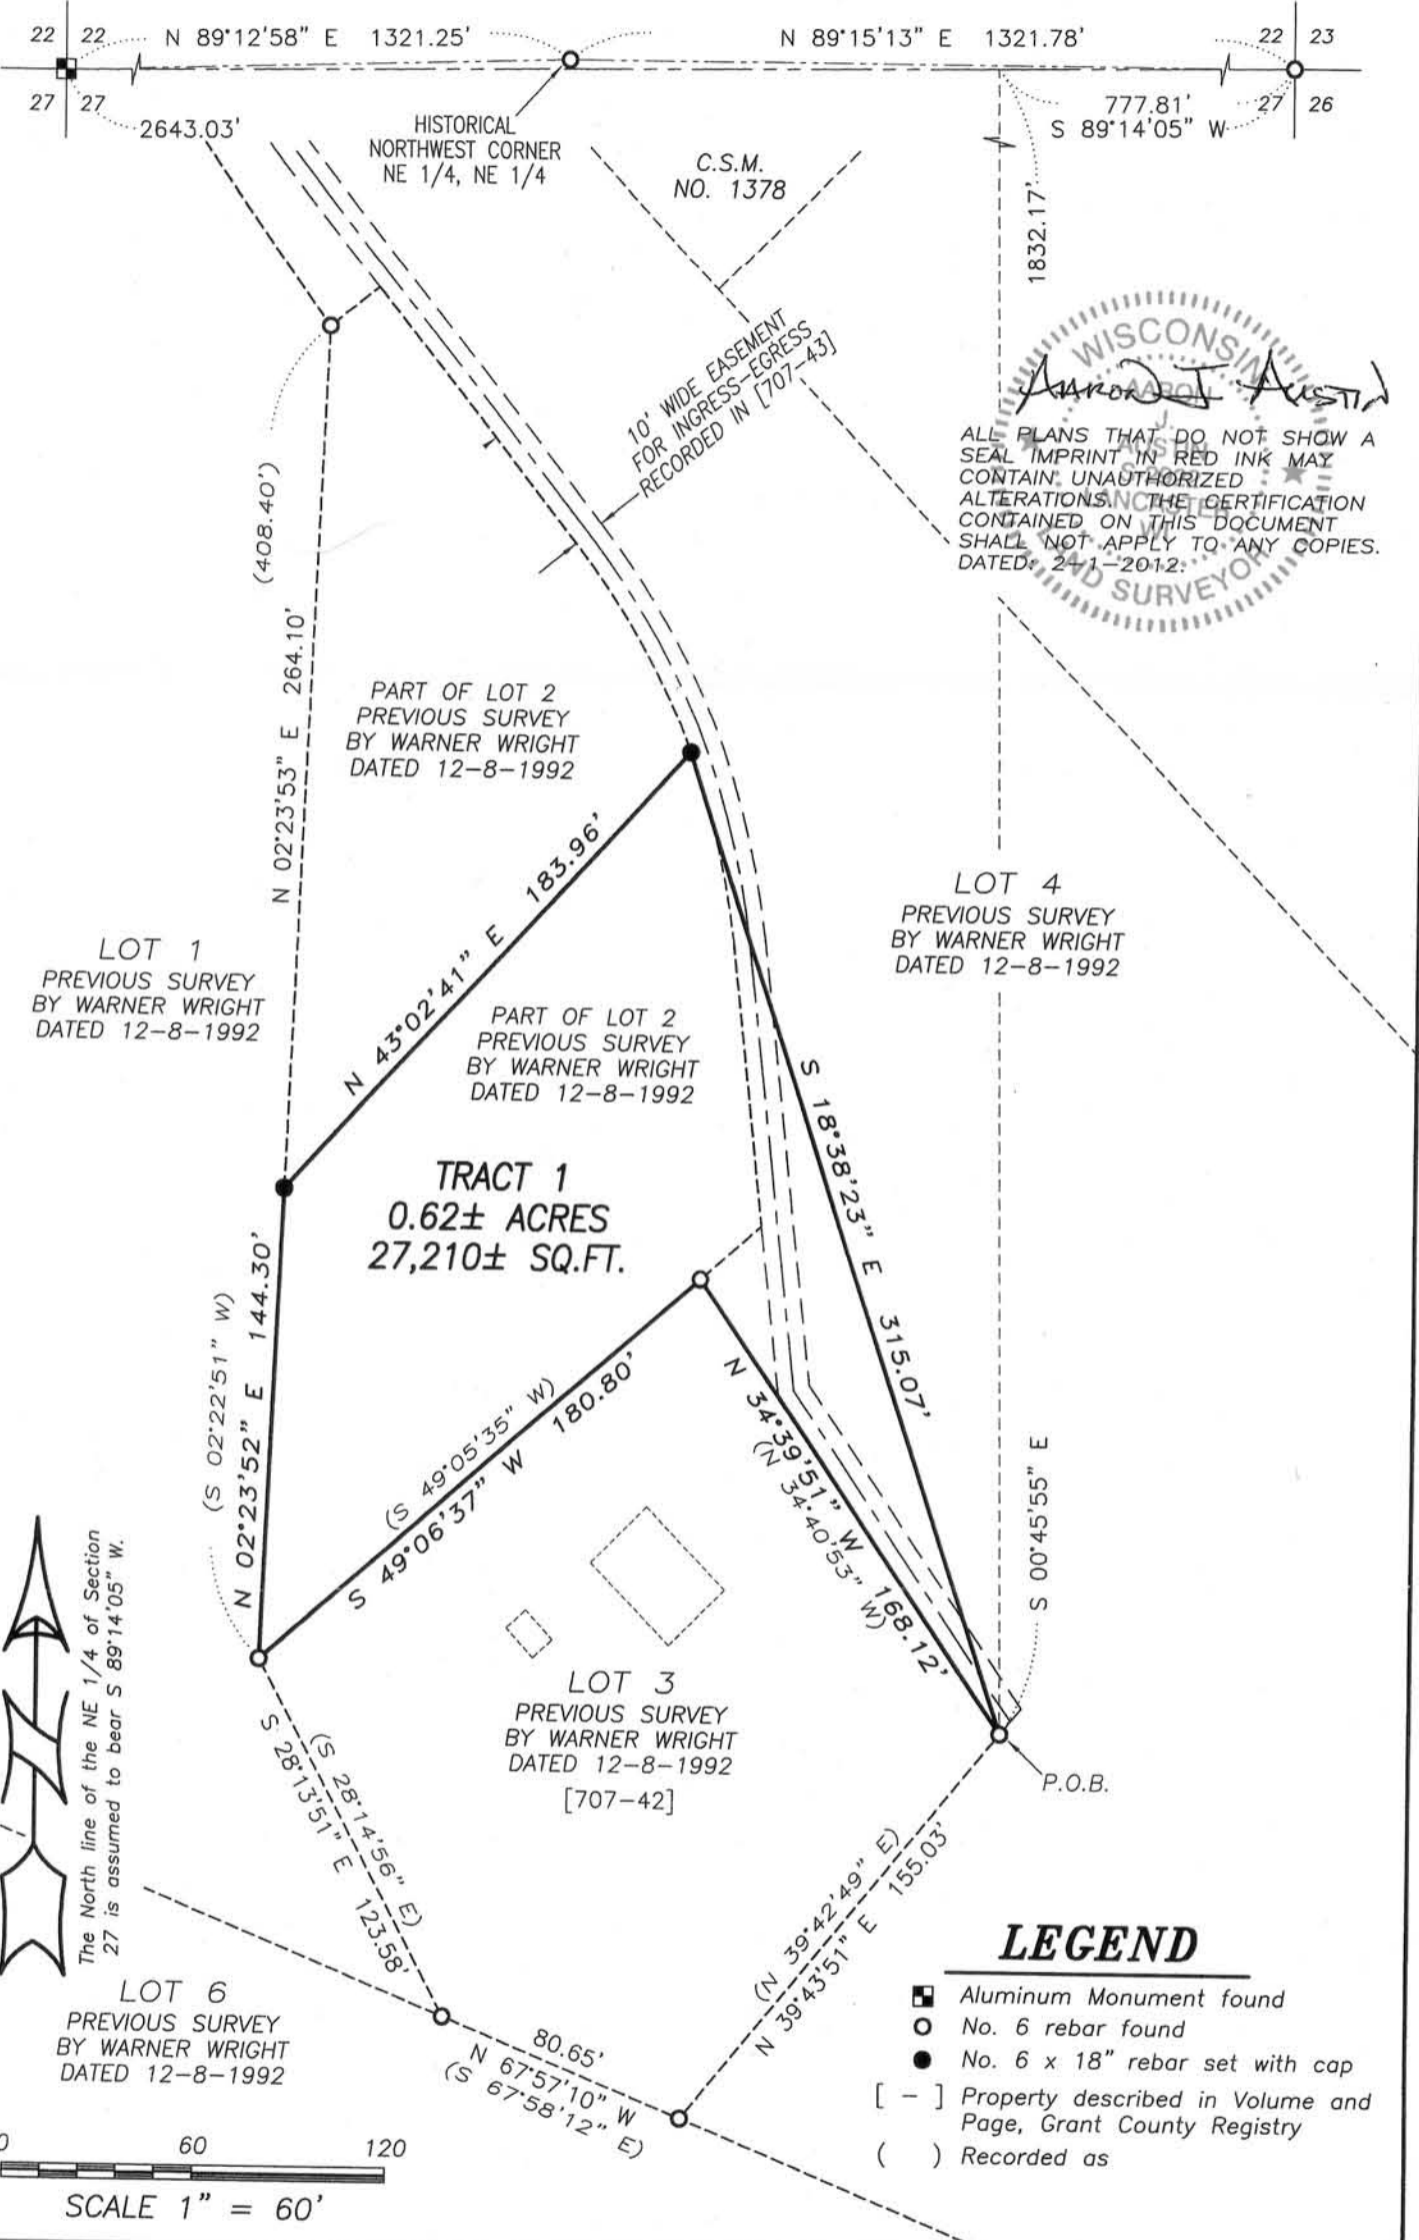 22 22
N 89°12'58" E 1321.25'
N 89°15'13" E 1321.78'
22 23
27 27
2643.03'
HISTORICAL
NORTHWEST CORNER
NE 1/4, NE 1/4
777.81'
S 89°14'05" W
27 26
C.S.M.
NO. 1378
1832.17'
10' WIDE EASEMENT
FOR INGRESS-EGRESS
RECORDED IN [707-43]
WISCONSIN
AARON
J.
AUSTIN
LANCASTER
WI
LAND SURVEYOR
Aaron J Austin
ALL PLANS THAT DO NOT SHOW A
SEAL IMPRINT IN RED INK MAY
CONTAIN UNAUTHORIZED
ALTERATIONS. THE CERTIFICATION
CONTAINED ON THIS DOCUMENT
SHALL NOT APPLY TO ANY COPIES.
DATED: 2-1-2012.
(408.40')
N 02°23'53" E 264.10'
PART OF LOT 2
PREVIOUS SURVEY
BY WARNER WRIGHT
DATED 12-8-1992
N 43°02'41" E 183.96'
LOT 4
PREVIOUS SURVEY
BY WARNER WRIGHT
DATED 12-8-1992
LOT 1
PREVIOUS SURVEY
BY WARNER WRIGHT
DATED 12-8-1992
PART OF LOT 2
PREVIOUS SURVEY
BY WARNER WRIGHT
DATED 12-8-1992
S 18°38'23" E 315.07'
TRACT 1
0.62± ACRES
27,210± SQ.FT.
(S 02°22'51" W)
N 02°23'52" E 144.30'
(S 49°05'35" W)
S 49°06'37" W 180.80'
N 34°39'51" W 168.12'
(N 34°40'53" W)
S 00°45'55" E
The North line of the NE 1/4 of Section
27 is assumed to bear S 89°14'05" W.
N
LOT 3
PREVIOUS SURVEY
BY WARNER WRIGHT
DATED 12-8-1992
[707-42]
P.O.B.
(S 28°14'56" E)
S 28°13'51" E 123.58'
(N 39°42'49" E)
N 39°43'51" E 155.03'
80.65'
N 67°57'10" W
(S 67°58'12" E)
LOT 6
PREVIOUS SURVEY
BY WARNER WRIGHT
DATED 12-8-1992
LEGEND
Aluminum Monument found
No. 6 rebar found
No. 6 x 18" rebar set with cap
[ - ] Property described in Volume and
Page, Grant County Registry
( ) Recorded as
0 60 120
SCALE 1" = 60'